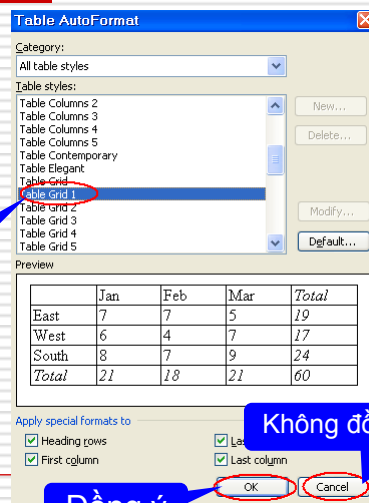 Table AutoFormat
Category:
All table styles
Table styles:
Table Columns 2
Table Columns 3
Table Columns 4
Table Columns 5
Table Contemporary
Table Elegant
Table Grid
Table Grid 1
Table Grid 2
Table Grid 3
Table Grid 4
Table Grid 5
New...
Delete...
Modify...
Default...
Preview
Jan Feb Mar Total
East 7 7 5 19
West 6 4 7 17
South 8 7 9 24
Total 21 18 21 60
Apply special formats to
Heading rows
First column
Last column
Không
OK
Cancel
Đồng ý